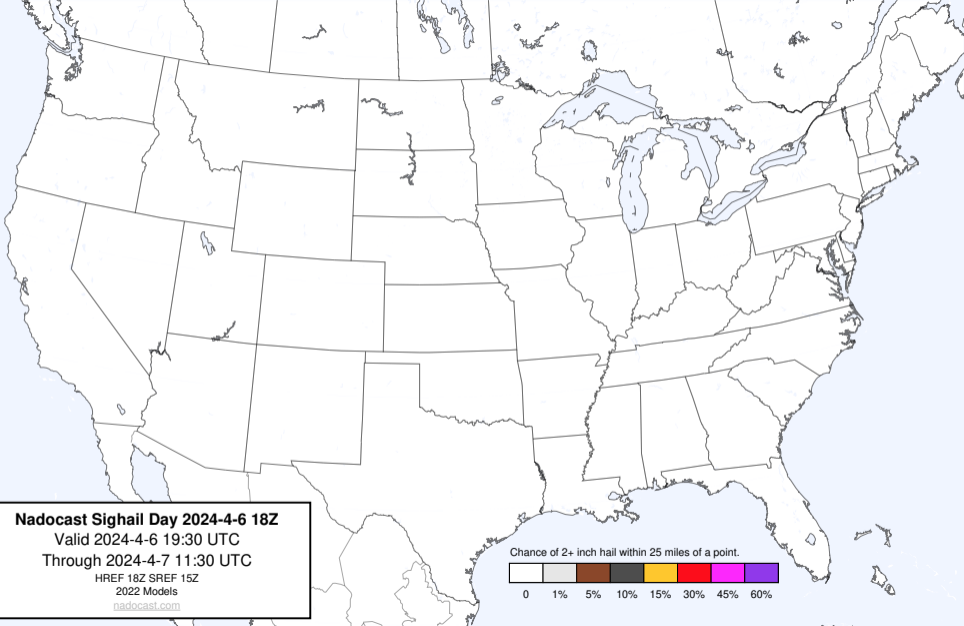 Nadocast Sighail Day 2024-4-6 18Z
Valid 2024-4-6 19:30 UTC
Through 2024-4-7 11:30 UTC
HREF 18Z SREF 15Z
2022 Models
nadocast.com
Chance of 2+ inch hail within 25 miles of a point.
0 1% 5% 10% 15% 30% 45% 60%